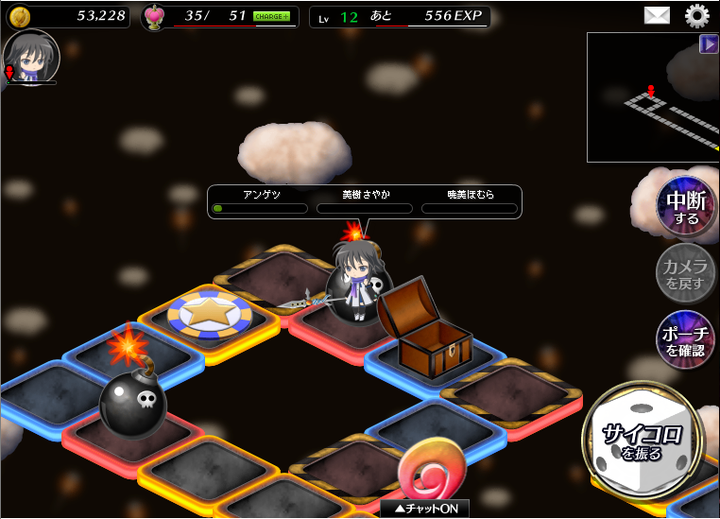 53,228
35/ 51 CHARGE+
Lv 12 あと 556EXP
アンゲツ 美樹さやか 暁美ほむら
中断
する
カメラ
を戻す
ポーチ
を確認
サイコロ
を振る
▲チャットON